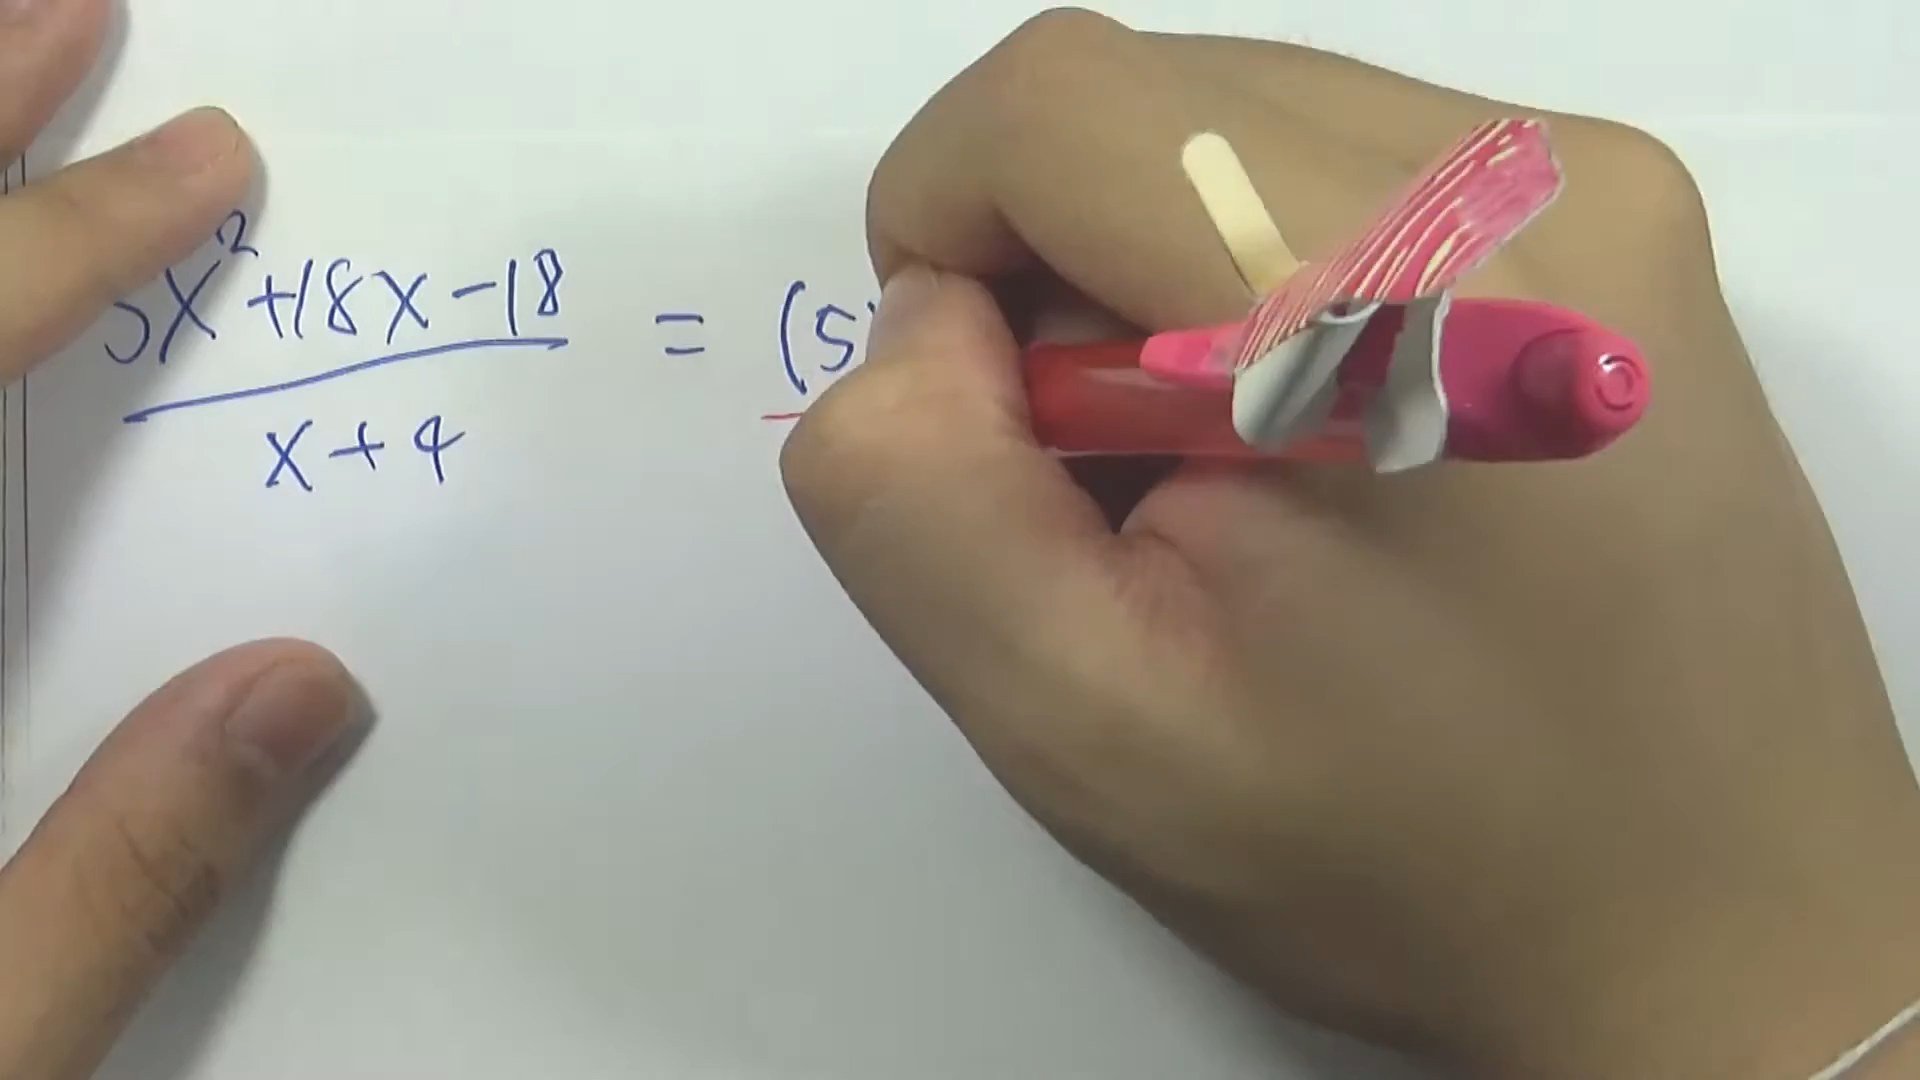 x²+18x-18 = (5
x+4